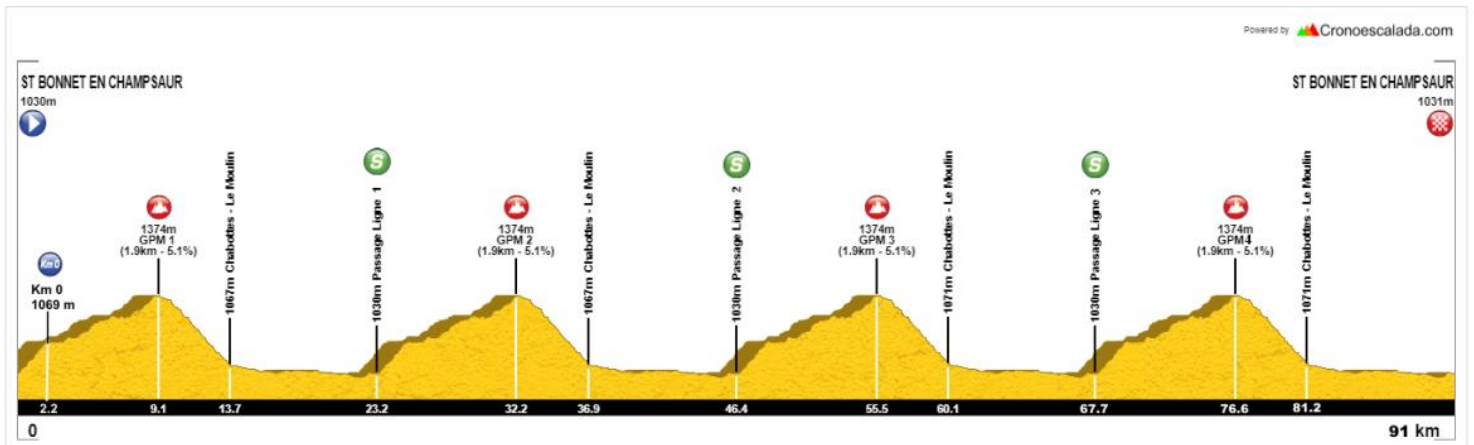 Powered by Cronoescalada.com
ST BONNET EN CHAMPSAUR
1030m
ST BONNET EN CHAMPSAUR
1031m
Km 0
Km 0
1069 m
1374m
GPM 1
(1.9km - 5.1%)
1067m Chabottes - Le Moulin
S
1030m Passage Ligne 1
1374m
GPM 2
(1.9km - 5.1%)
1067m Chabottes - Le Moulin
S
1030m Passage Ligne 2
1374m
GPM 3
(1.9km - 5.1%)
1071m Chabottes - Le Moulin
S
1030m Passage Ligne 3
1374m
GPM4
(1.9km - 5.1%)
1071m Chabottes - Le Moulin
2.2 9.1 13.7 23.2 32.2 36.9 46.4 55.5 60.1 67.7 76.6 81.2
0 91 km